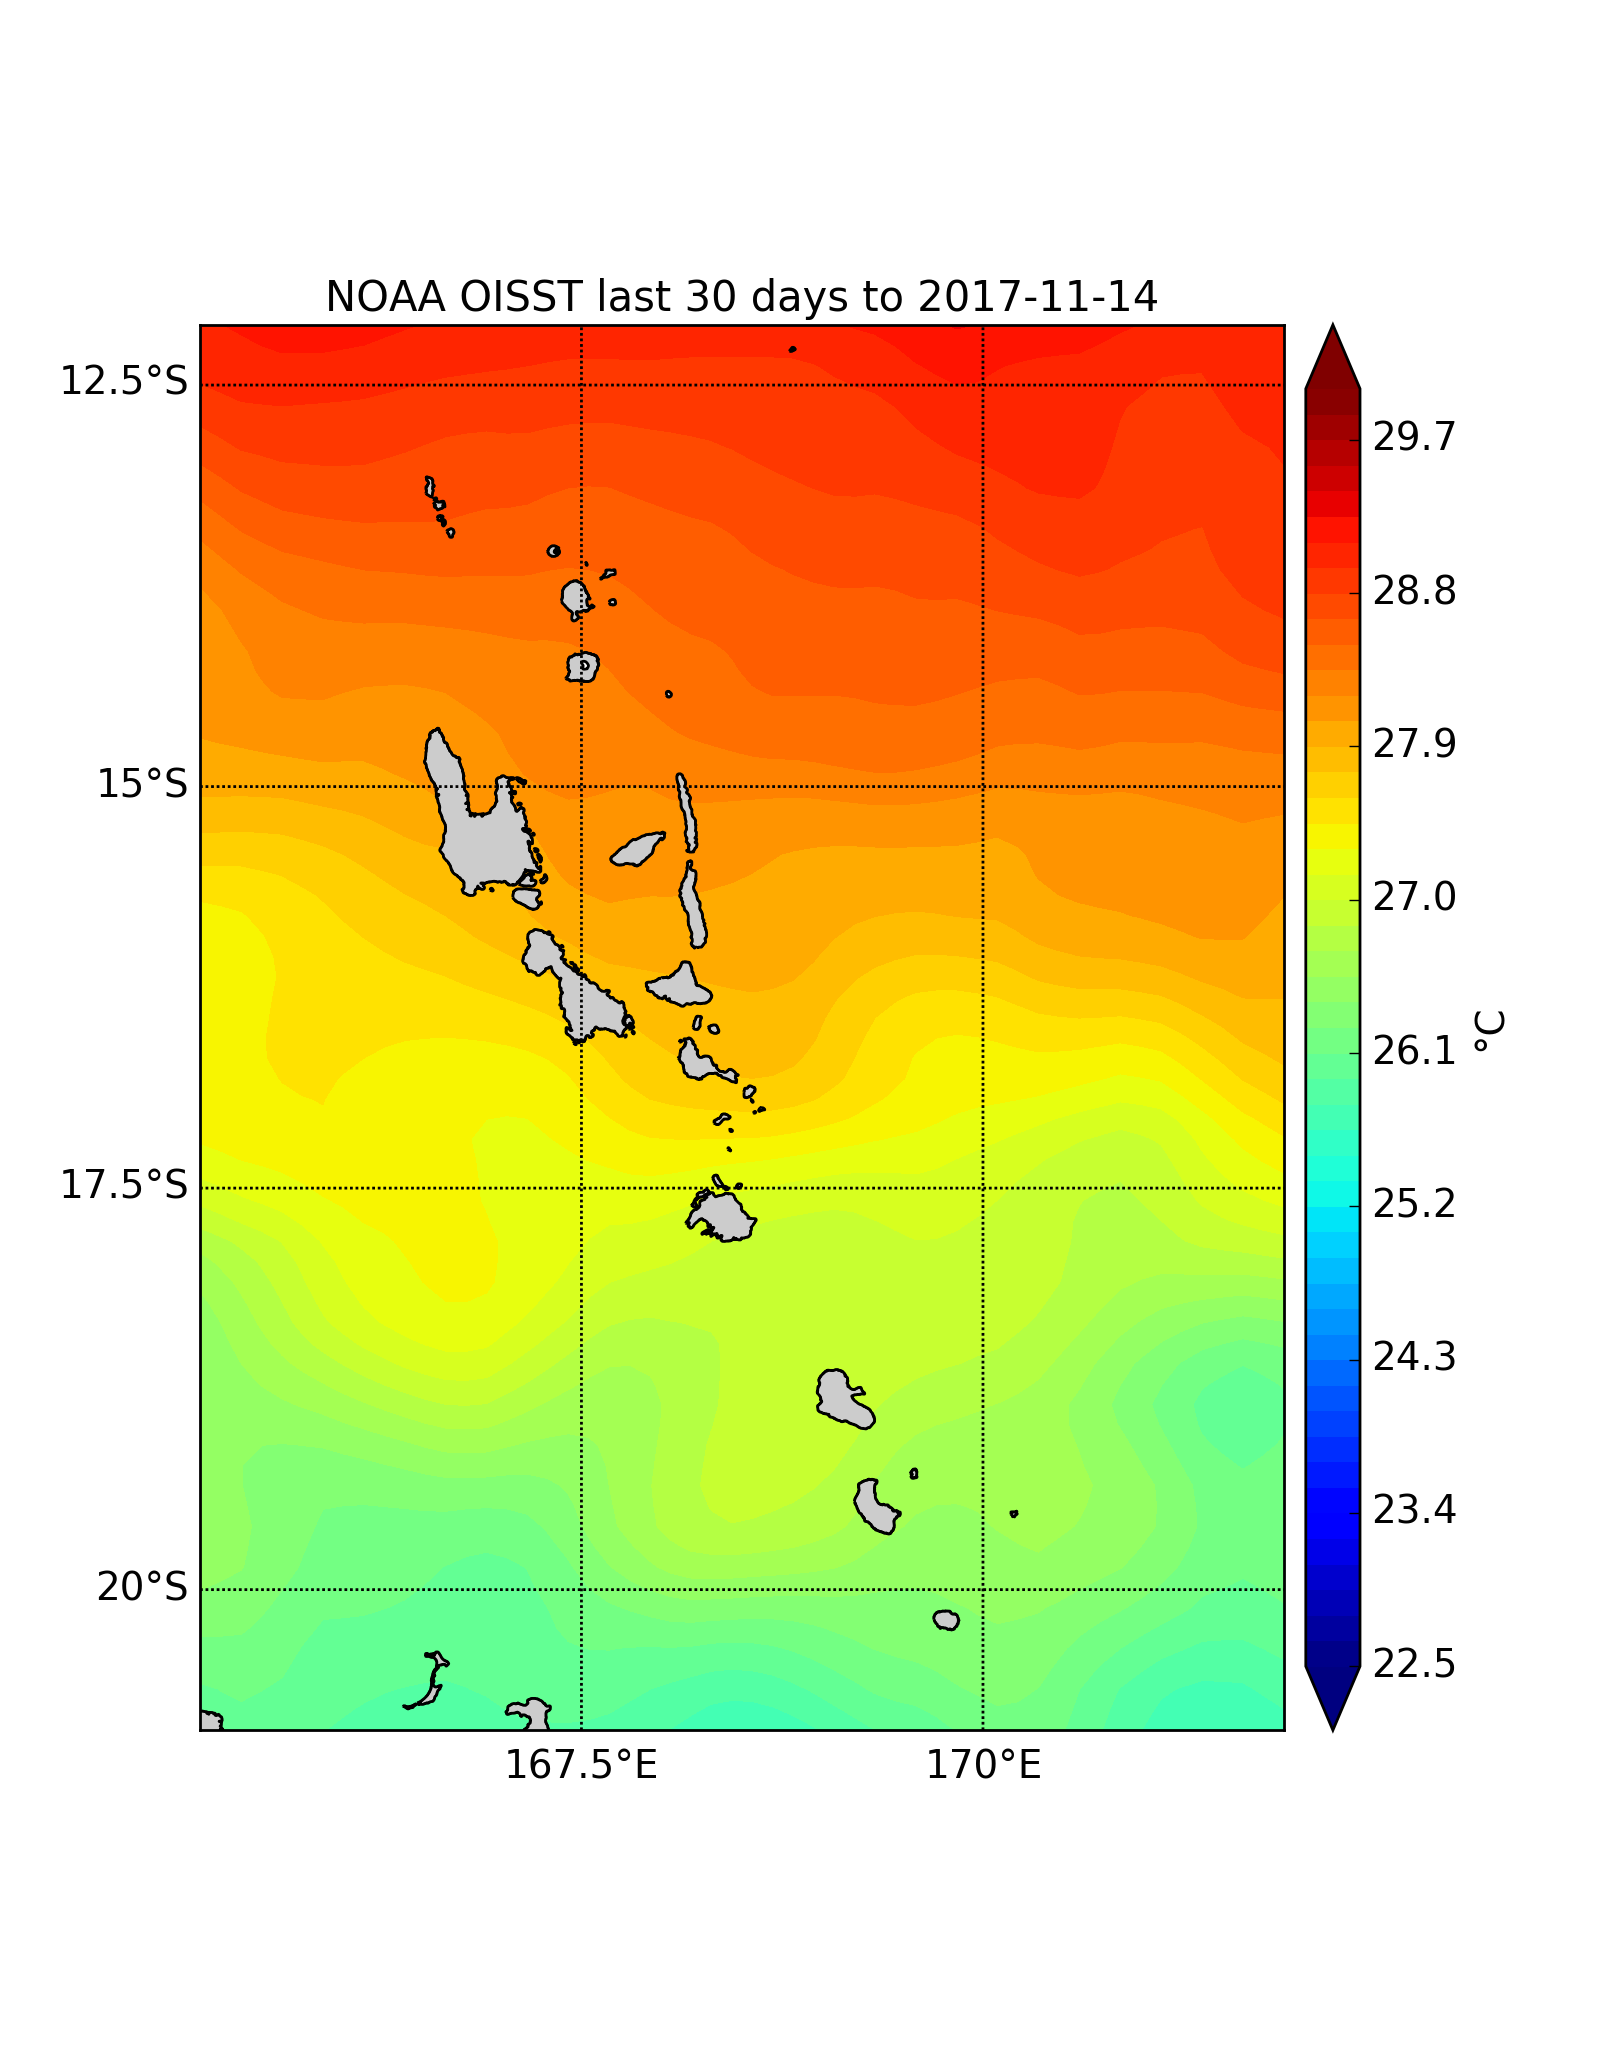 NOAA OISST last 30 days to 2017-11-14
12.5°S
15°S
17.5°S
20°S
167.5°E
170°E
29.7
28.8
27.9
27.0
26.1
25.2
24.3
23.4
22.5
°C